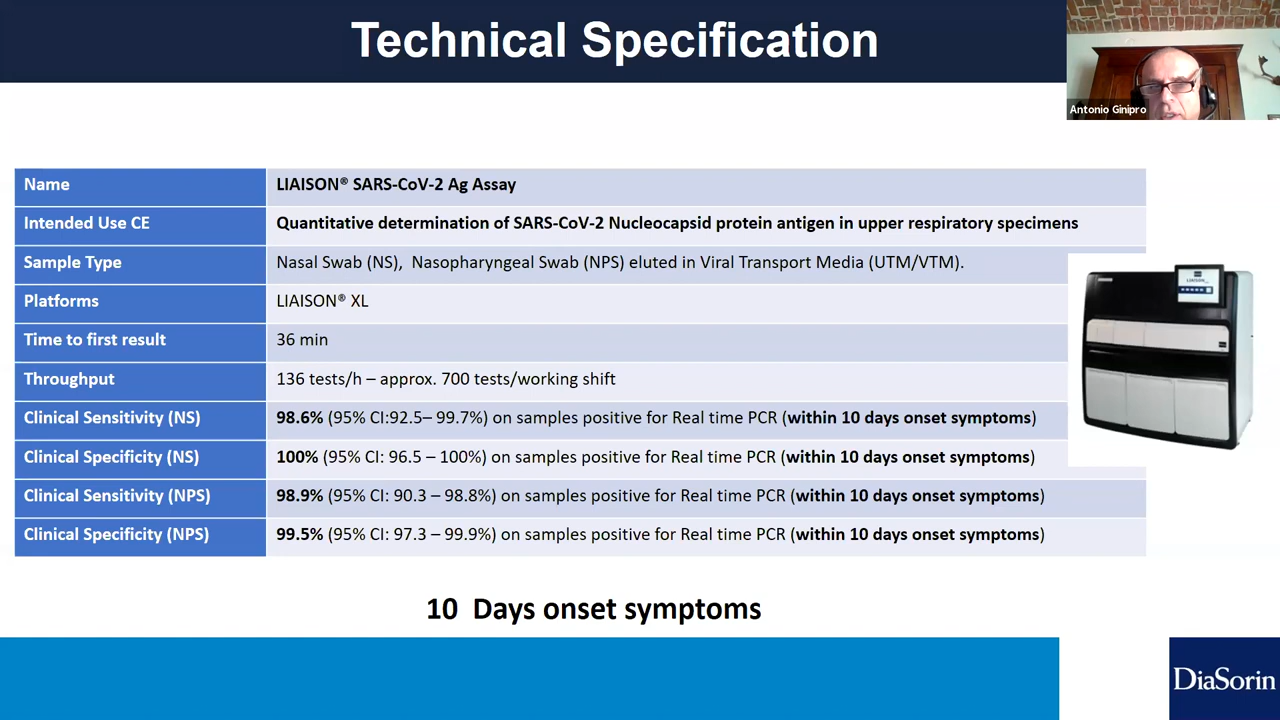 Technical Specification
Antonio Ginipro
Name LIAISON® SARS-CoV-2 Ag Assay
Intended Use CE Quantitative determination of SARS-CoV-2 Nucleocapsid protein antigen in upper respiratory specimens
Sample Type Nasal Swab (NS), Nasopharyngeal Swab (NPS) eluted in Viral Transport Media (UTM/VTM).
Platforms LIAISON® XL
Time to first result 36 min
Throughput 136 tests/h – approx. 700 tests/working shift
Clinical Sensitivity (NS) 98.6% (95% CI:92.5– 99.7%) on samples positive for Real time PCR (within 10 days onset symptoms)
Clinical Specificity (NS) 100% (95% CI: 96.5 – 100%) on samples positive for Real time PCR (within 10 days onset symptoms)
Clinical Sensitivity (NPS) 98.9% (95% CI: 90.3 – 98.8%) on samples positive for Real time PCR (within 10 days onset symptoms)
Clinical Specificity (NPS) 99.5% (95% CI: 97.3 – 99.9%) on samples positive for Real time PCR (within 10 days onset symptoms)
LIAISON
10 Days onset symptoms
DiaSorin